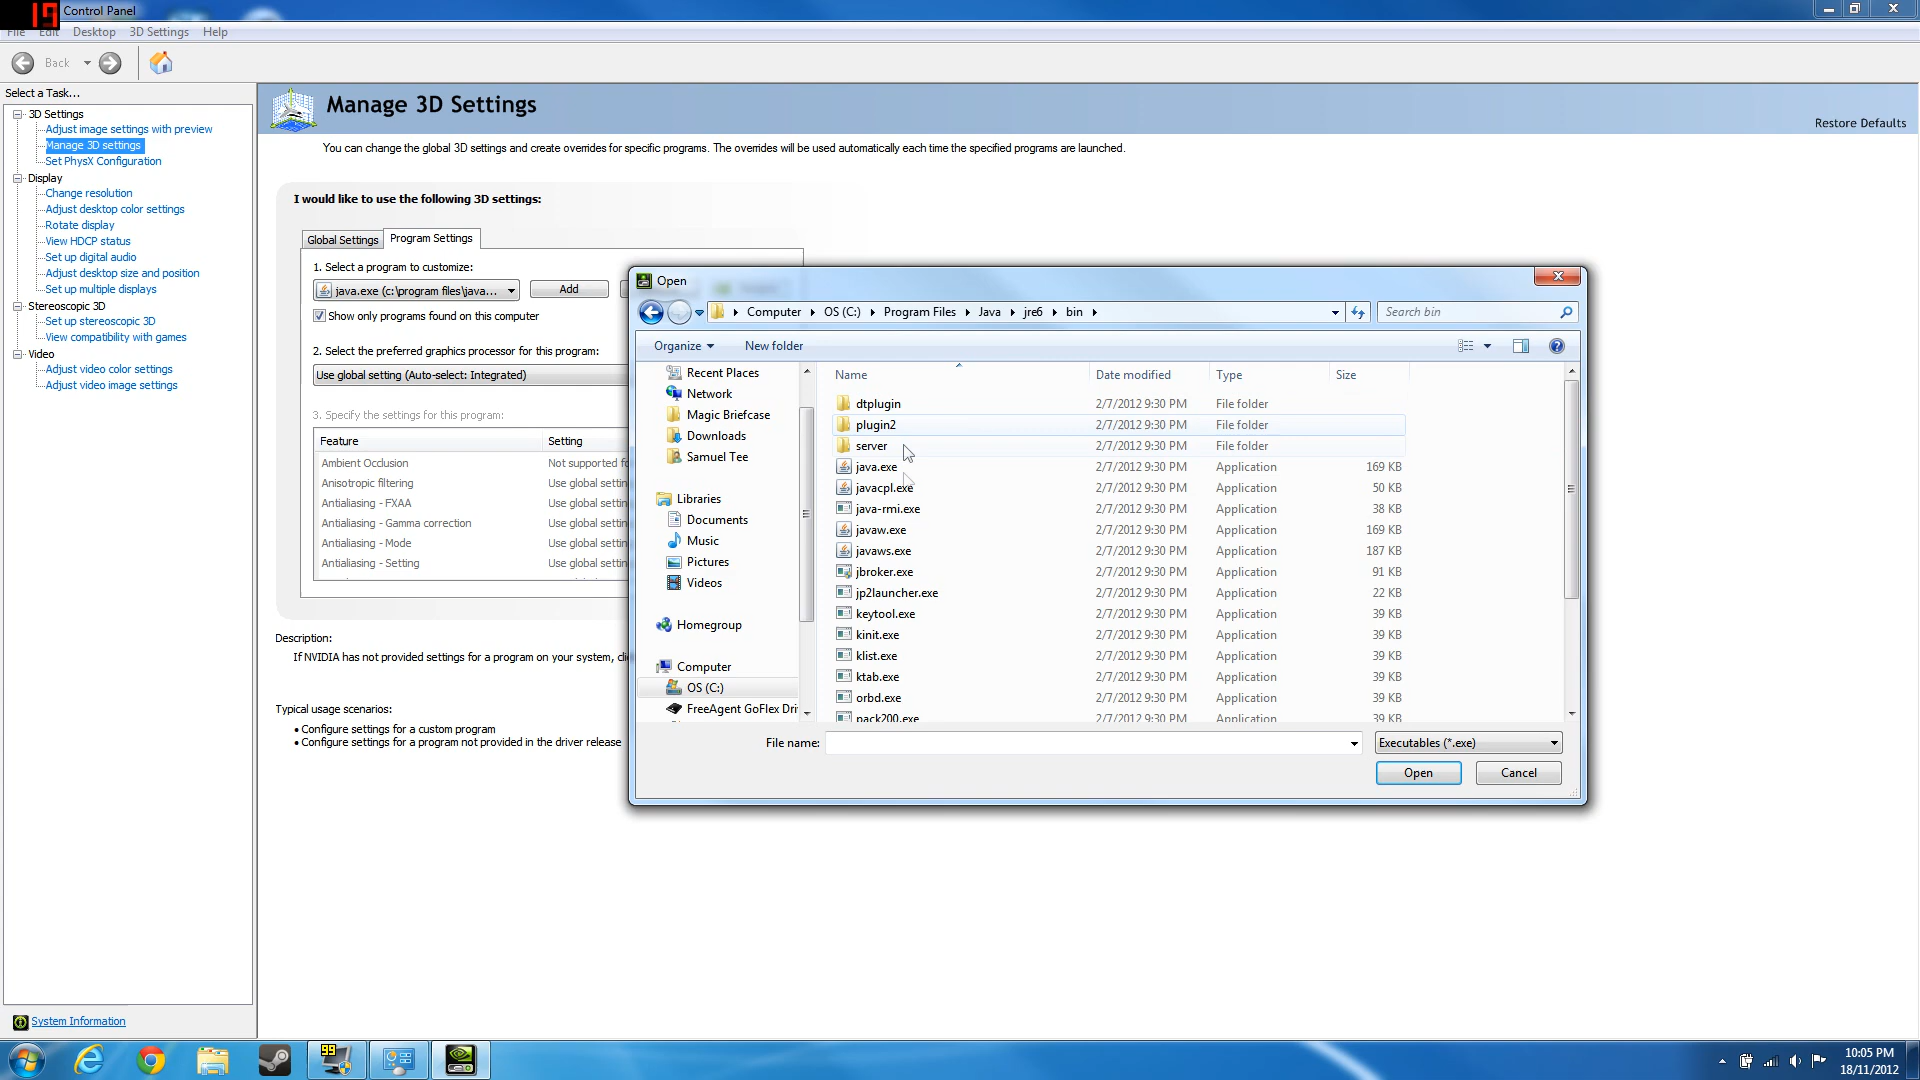 19
Control Panel
File Edit Desktop 3D Settings Help
Back
Select a Task...
3D Settings
Adjust image settings with preview
Manage 3D settings
Set PhysX Configuration
Display
Change resolution
Adjust desktop color settings
Rotate display
View HDCP status
Set up digital audio
Adjust desktop size and position
Set up multiple displays
Stereoscopic 3D
Set up stereoscopic 3D
View compatibility with games
Video
Adjust video color settings
Adjust video image settings
System Information
Manage 3D Settings
Restore Defaults
You can change the global 3D settings and create overrides for specific programs. The overrides will be used automatically each time the specified programs are launched.
I would like to use the following 3D settings:
Global Settings Program Settings
1. Select a program to customize:
java.exe (c:\program files\java... Add
Show only programs found on this computer
2. Select the preferred graphics processor for this program:
Use global setting (Auto-select: Integrated)
3. Specify the settings for this program:
Feature Setting
Ambient Occlusion Not supported fo
Anisotropic filtering Use global settin
Antialiasing - FXAA Use global settin
Antialiasing - Gamma correction Use global settin
Antialiasing - Mode Use global settin
Antialiasing - Setting Use global settin
Description:
If NVIDIA has not provided settings for a program on your system, cli
Typical usage scenarios:
• Configure settings for a custom program
• Configure settings for a program not provided in the driver release
Open
Computer OS (C:) Program Files Java jre6 bin
Search bin
Organize New folder
Recent Places
Network
Magic Briefcase
Downloads
Samuel Tee
Libraries
Documents
Music
Pictures
Videos
Homegroup
Computer
OS (C:)
FreeAgent GoFlex Dri
Name Date modified Type Size
dtplugin 2/7/2012 9:30 PM File folder
plugin2 2/7/2012 9:30 PM File folder
server 2/7/2012 9:30 PM File folder
java.exe 2/7/2012 9:30 PM Application 169 KB
javacpl.exe 2/7/2012 9:30 PM Application 50 KB
java-rmi.exe 2/7/2012 9:30 PM Application 38 KB
javaw.exe 2/7/2012 9:30 PM Application 169 KB
javaws.exe 2/7/2012 9:30 PM Application 187 KB
jbroker.exe 2/7/2012 9:30 PM Application 91 KB
jp2launcher.exe 2/7/2012 9:30 PM Application 22 KB
keytool.exe 2/7/2012 9:30 PM Application 39 KB
kinit.exe 2/7/2012 9:30 PM Application 39 KB
klist.exe 2/7/2012 9:30 PM Application 39 KB
ktab.exe 2/7/2012 9:30 PM Application 39 KB
orbd.exe 2/7/2012 9:30 PM Application 39 KB
pack200.exe 2/7/2012 9:30 PM Application 39 KB
File name: Executables (*.exe)
Open Cancel
99
10:05 PM
18/11/2012